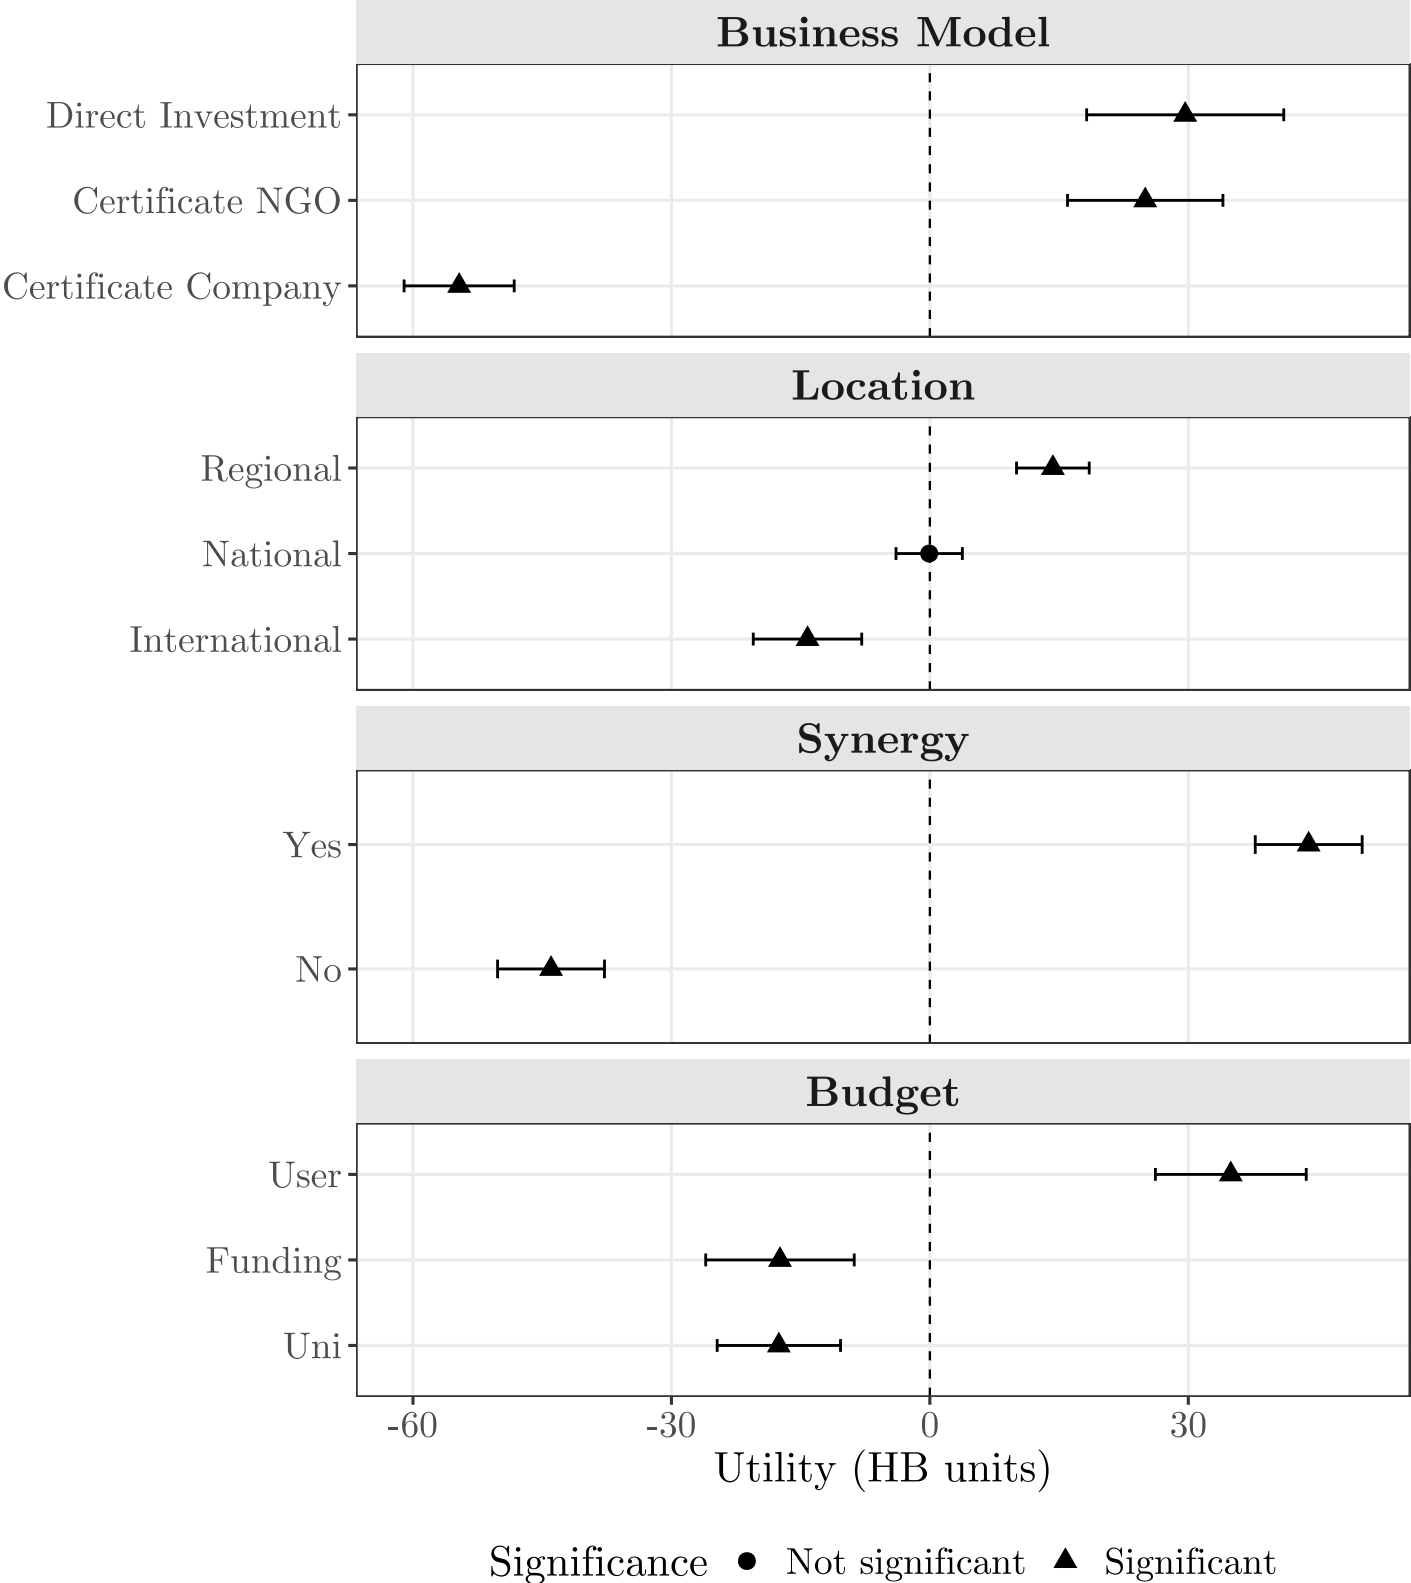 Business Model
Direct Investment
Certificate NGO
Certificate Company
Location
Regional
National
International
Synergy
Yes
No
Budget
User
Funding
Uni
-60 -30 0 30
Utility (HB units)
Significance Not significant Significant